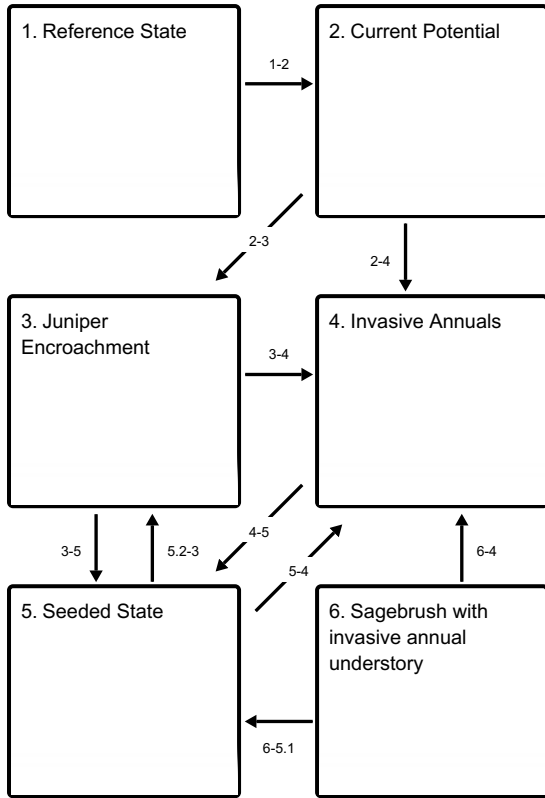 1. Reference State
2. Current Potential
1-2
2-3
2-4
3. Juniper
Encroachment
4. Invasive Annuals
3-4
3-5
5.2-3
4-5
5-4
6-4
5. Seeded State
6. Sagebrush with
invasive annual
understory
6-5.1